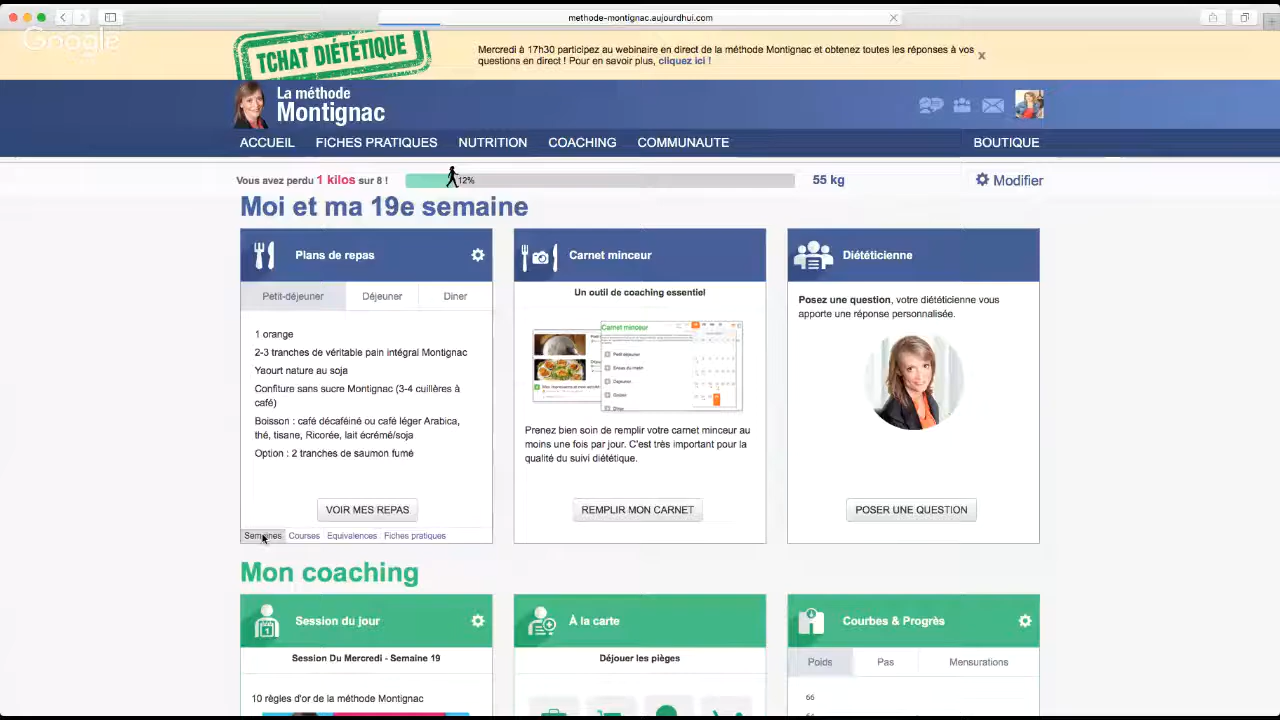 methode-montignac.aujourdhui.com
Google
TCHAT DIÉTÉTIQUE
Mercredi à 17h30 participez au webinaire en direct de la méthode Montignac et obtenez toutes les réponses à vos
questions en direct ! Pour en savoir plus, cliquez ici !
x
La méthode
Montignac
ACCUEIL FICHES PRATIQUES NUTRITION COACHING COMMUNAUTE BOUTIQUE
Vous avez perdu 1 kilos sur 8 ! 12% 55 kg Modifier
Moi et ma 19e semaine
Plans de repas
Petit-déjeuner Déjeuner Diner
1 orange
2-3 tranches de véritable pain intégral Montignac
Yaourt nature au soja
Confiture sans sucre Montignac (3-4 cuillères à
café)
Boisson : café décaféiné ou café léger Arabica,
thé, tisane, Ricorée, lait écrémé/soja
Option : 2 tranches de saumon fumé
VOIR MES REPAS
Semaines Courses Equivalences Fiches pratiques
Carnet minceur
Un outil de coaching essentiel
Carnet minceur
Prenez bien soin de remplir votre carnet minceur au
moins une fois par jour. C'est très important pour la
qualité du suivi diététique.
REMPLIR MON CARNET
Diététicienne
Posez une question, votre diététicienne vous
apporte une réponse personnalisée.
POSER UNE QUESTION
Mon coaching
Session du jour
Session Du Mercredi - Semaine 19
10 règles d'or de la méthode Montignac
À la carte
Déjouer les pièges
Courbes & Progrès
Poids Pas Mensurations
66